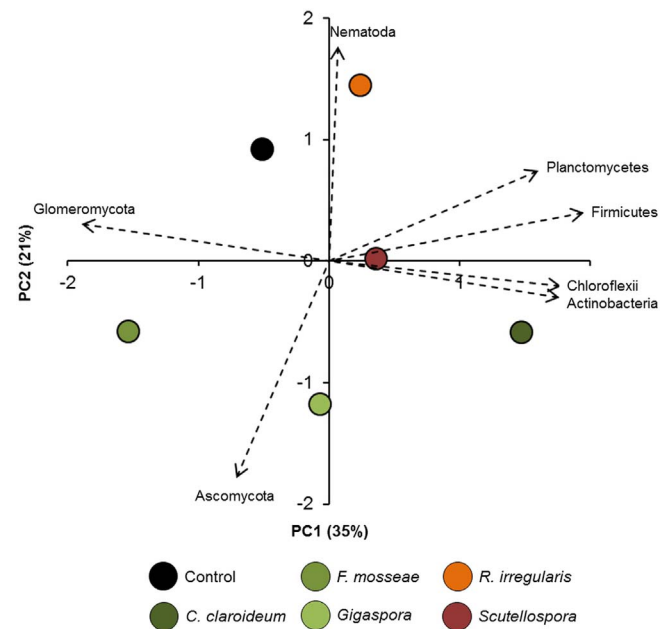 2
Nematoda
1
Planctomycetes
Glomeromycota
Firmicutes
PC2 (21%)
0
-2
-1
0
1
Chloroflexii
Actinobacteria
-1
Ascomycota
-2
PC1 (35%)
Control
F. mosseae
R. irregularis
C. claroideum
Gigaspora
Scutellospora